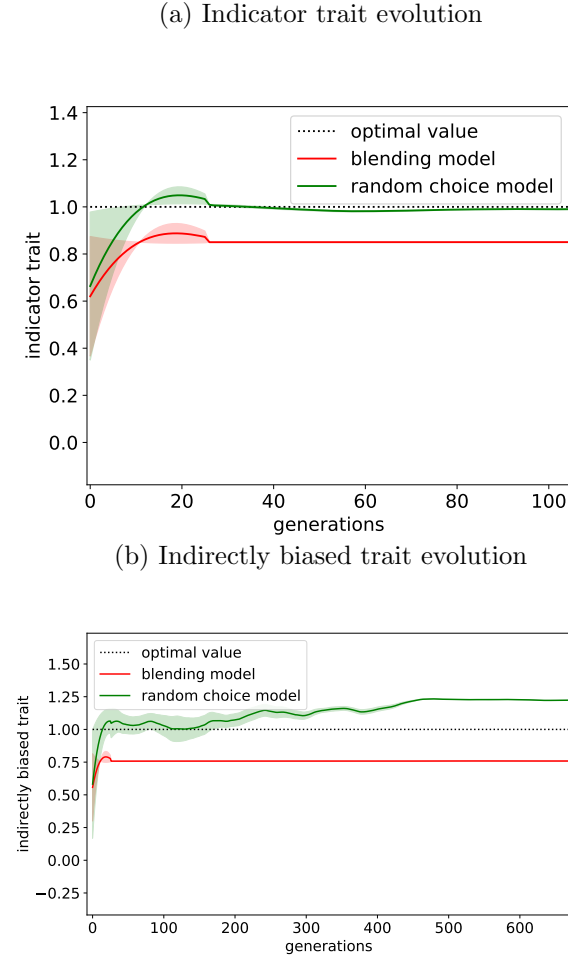 (a) Indicator trait evolution
1.4
1.2
1.0
0.8
0.6
0.4
0.2
0.0
indicator trait
optimal value
blending model
random choice model
0 20 40 60 80 100
generations
(b) Indirectly biased trait evolution
1.50
1.25
1.00
0.75
0.50
0.25
0.00
−0.25
indirectly biased trait
optimal value
blending model
random choice model
0 100 200 300 400 500 600
generations